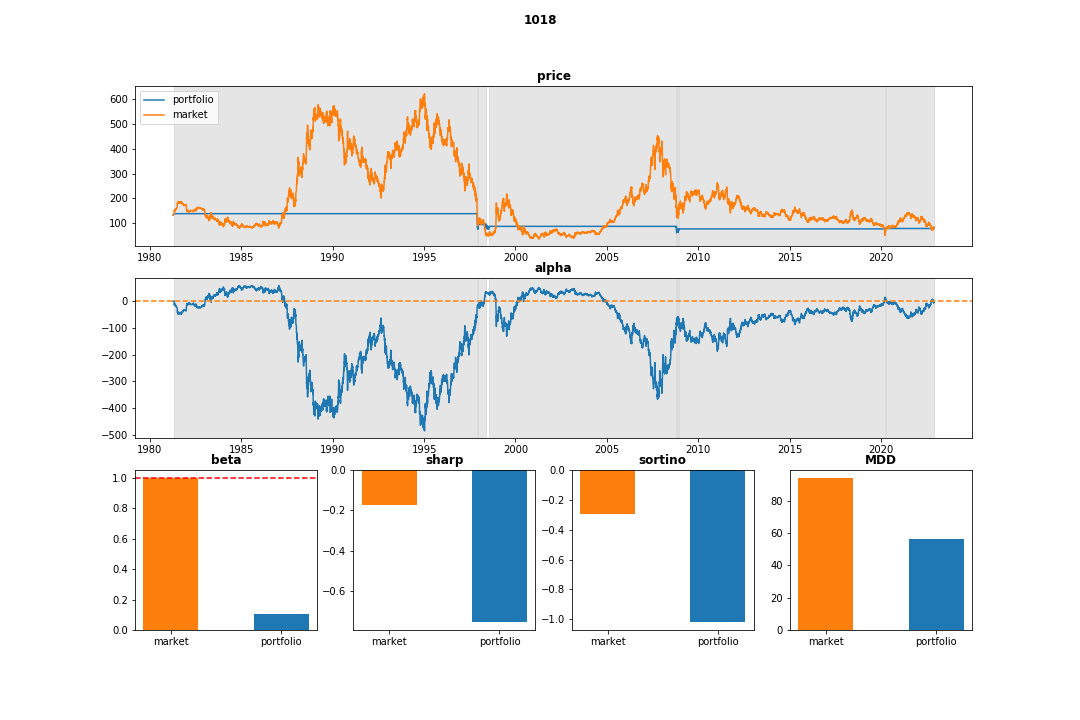 1018
price
portfolio
market
600
500
400
300
200
100
1980 1985 1990 1995 2000 2005 2010 2015 2020
alpha
0
−100
−200
−300
−400
−500
1980 1985 1990 1995 2000 2005 2010 2015 2020
beta
1.0
0.8
0.6
0.4
0.2
0.0
market portfolio
sharp
0.0
−0.2
−0.4
−0.6
market portfolio
sortino
0.0
−0.2
−0.4
−0.6
−0.8
−1.0
market portfolio
MDD
80
60
40
20
0
market portfolio